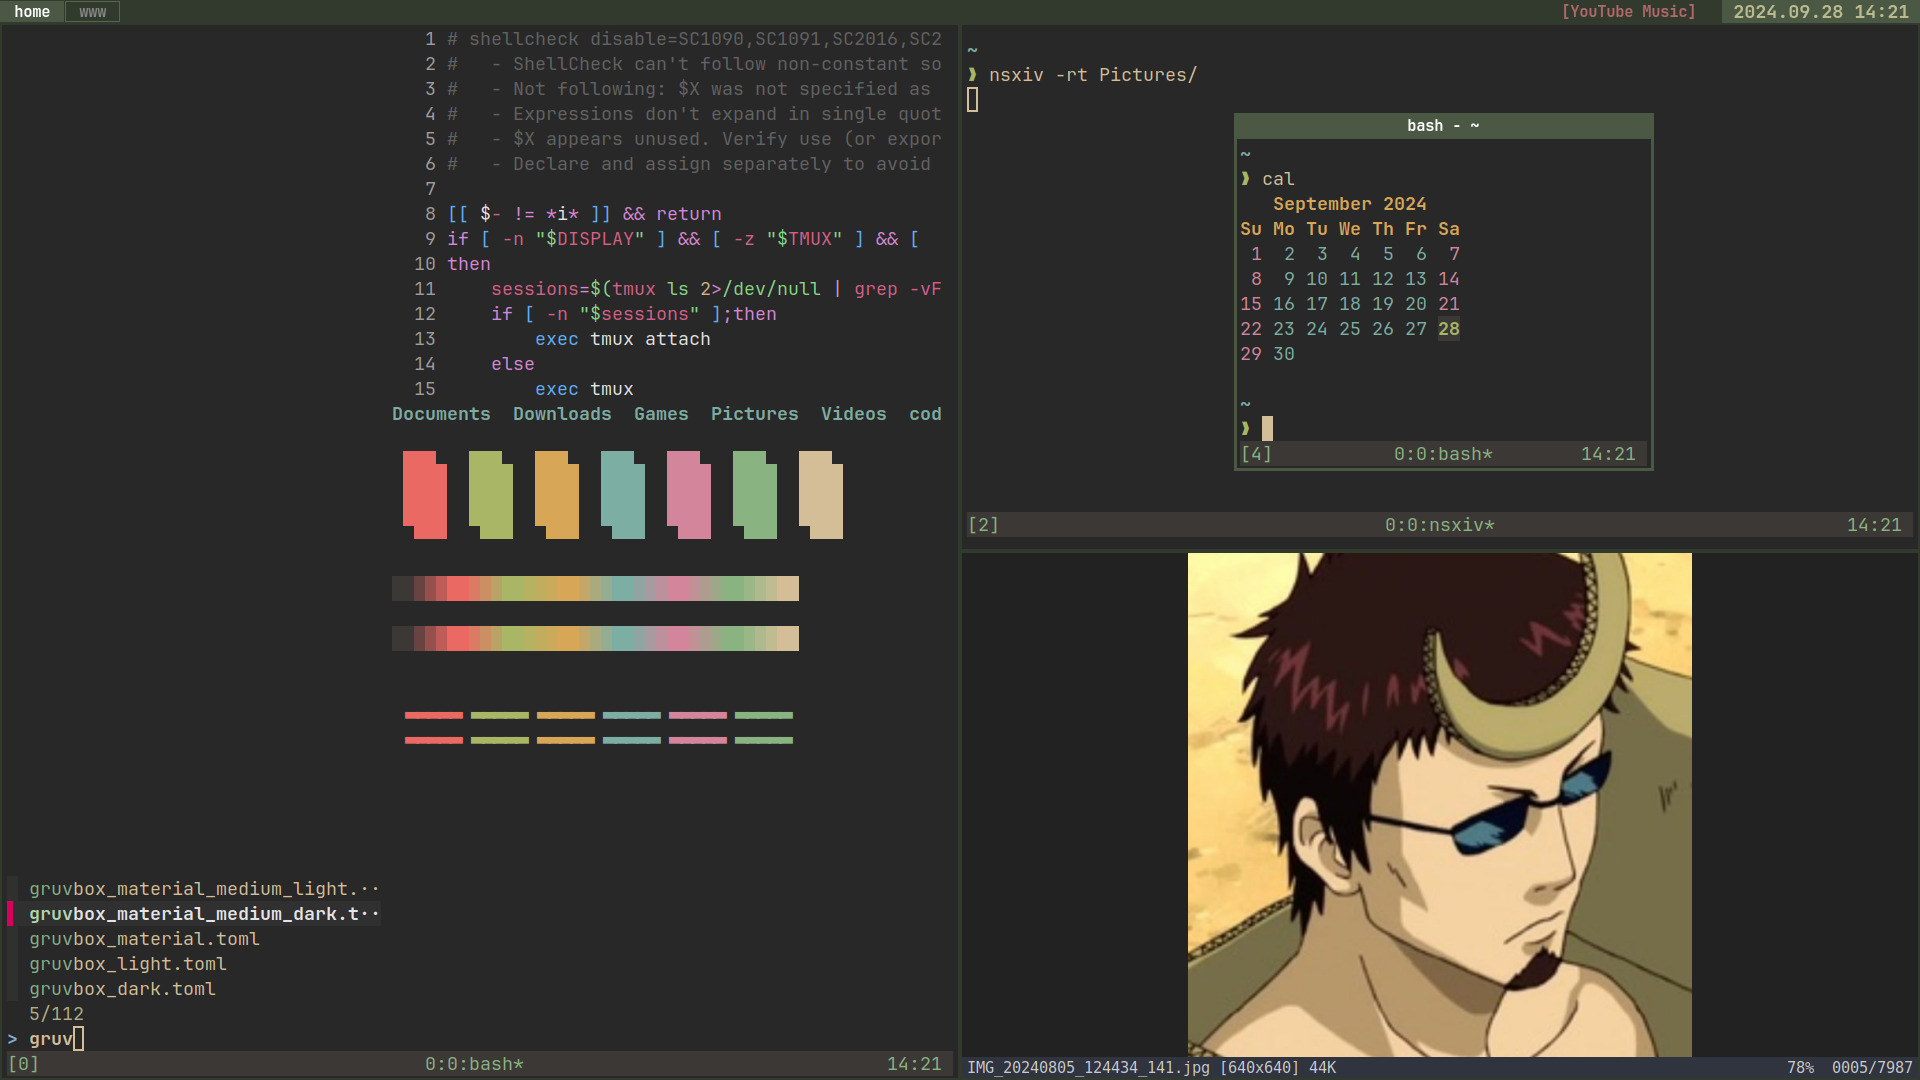 home www [YouTube Music] 2024.09.28 14:21
1 # shellcheck disable=SC1090,SC1091,SC2016,SC2
2 #   - ShellCheck can't follow non-constant so
3 #   - Not following: $X was not specified as
4 #   - Expressions don't expand in single quot
5 #   - $X appears unused. Verify use (or expor
6 #   - Declare and assign separately to avoid
7
8 [[ $- != *i* ]] && return
9 if [ -n "$DISPLAY" ] && [ -z "$TMUX" ] && [
10 then
11     sessions=$(tmux ls 2>/dev/null | grep -vF
12     if [ -n "$sessions" ];then
13         exec tmux attach
14     else
15         exec tmux
Documents  Downloads  Games  Pictures  Videos  cod
gruvbox_material_medium_light.··
gruvbox_material_medium_dark.t··
gruvbox_material.toml
gruvbox_light.toml
gruvbox_dark.toml
5/112
> gruv
[0] 0:0:bash* 14:21
~
❱ nsxiv -rt Pictures/
bash - ~
~
❱ cal
September 2024
Su Mo Tu We Th Fr Sa
1  2  3  4  5  6  7
8  9 10 11 12 13 14
15 16 17 18 19 20 21
22 23 24 25 26 27 28
29 30
~
❱
[4] 0:0:bash* 14:21
[2] 0:0:nsxiv* 14:21
IMG_20240805_124434_141.jpg [640x640] 44K 78% 0005/7987